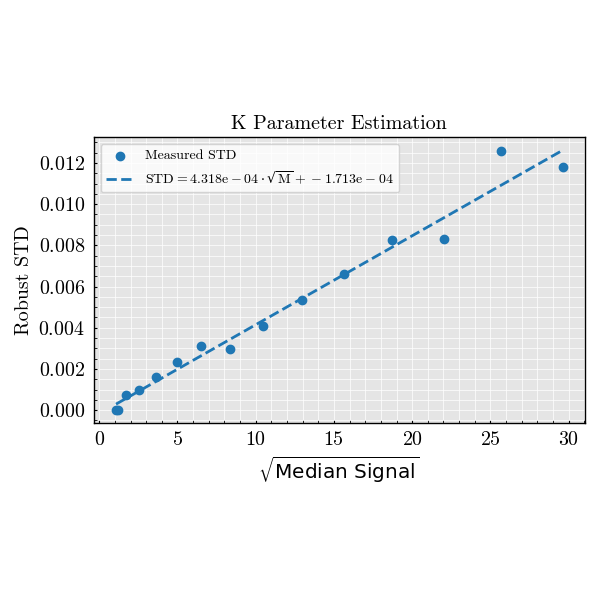 K Parameter Estimation
Measured STD
STD = 4.318e − 04 · √M + −1.713e − 04
Robust STD
0.012
0.010
0.008
0.006
0.004
0.002
0.000
0 5 10 15 20 25 30
√Median Signal